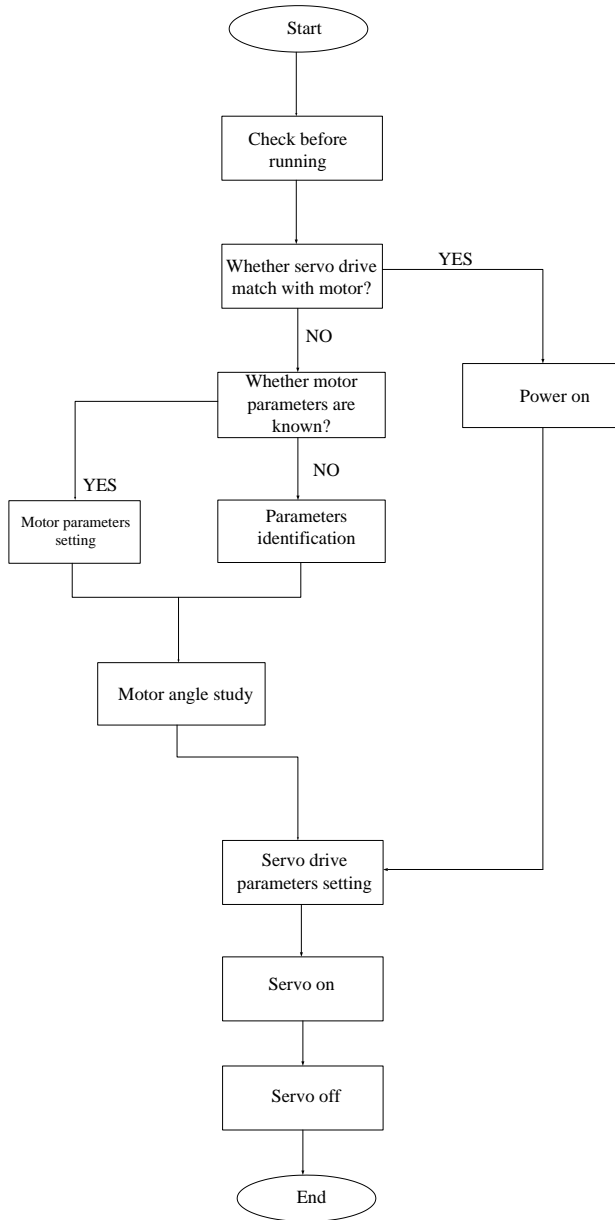 Start
Check before
running
Whether servo drive
match with motor?
YES
NO
Whether motor
parameters are
known?
Power on
YES
NO
Motor parameters
setting
Parameters
identification
Motor angle study
Servo drive
parameters setting
Servo on
Servo off
End